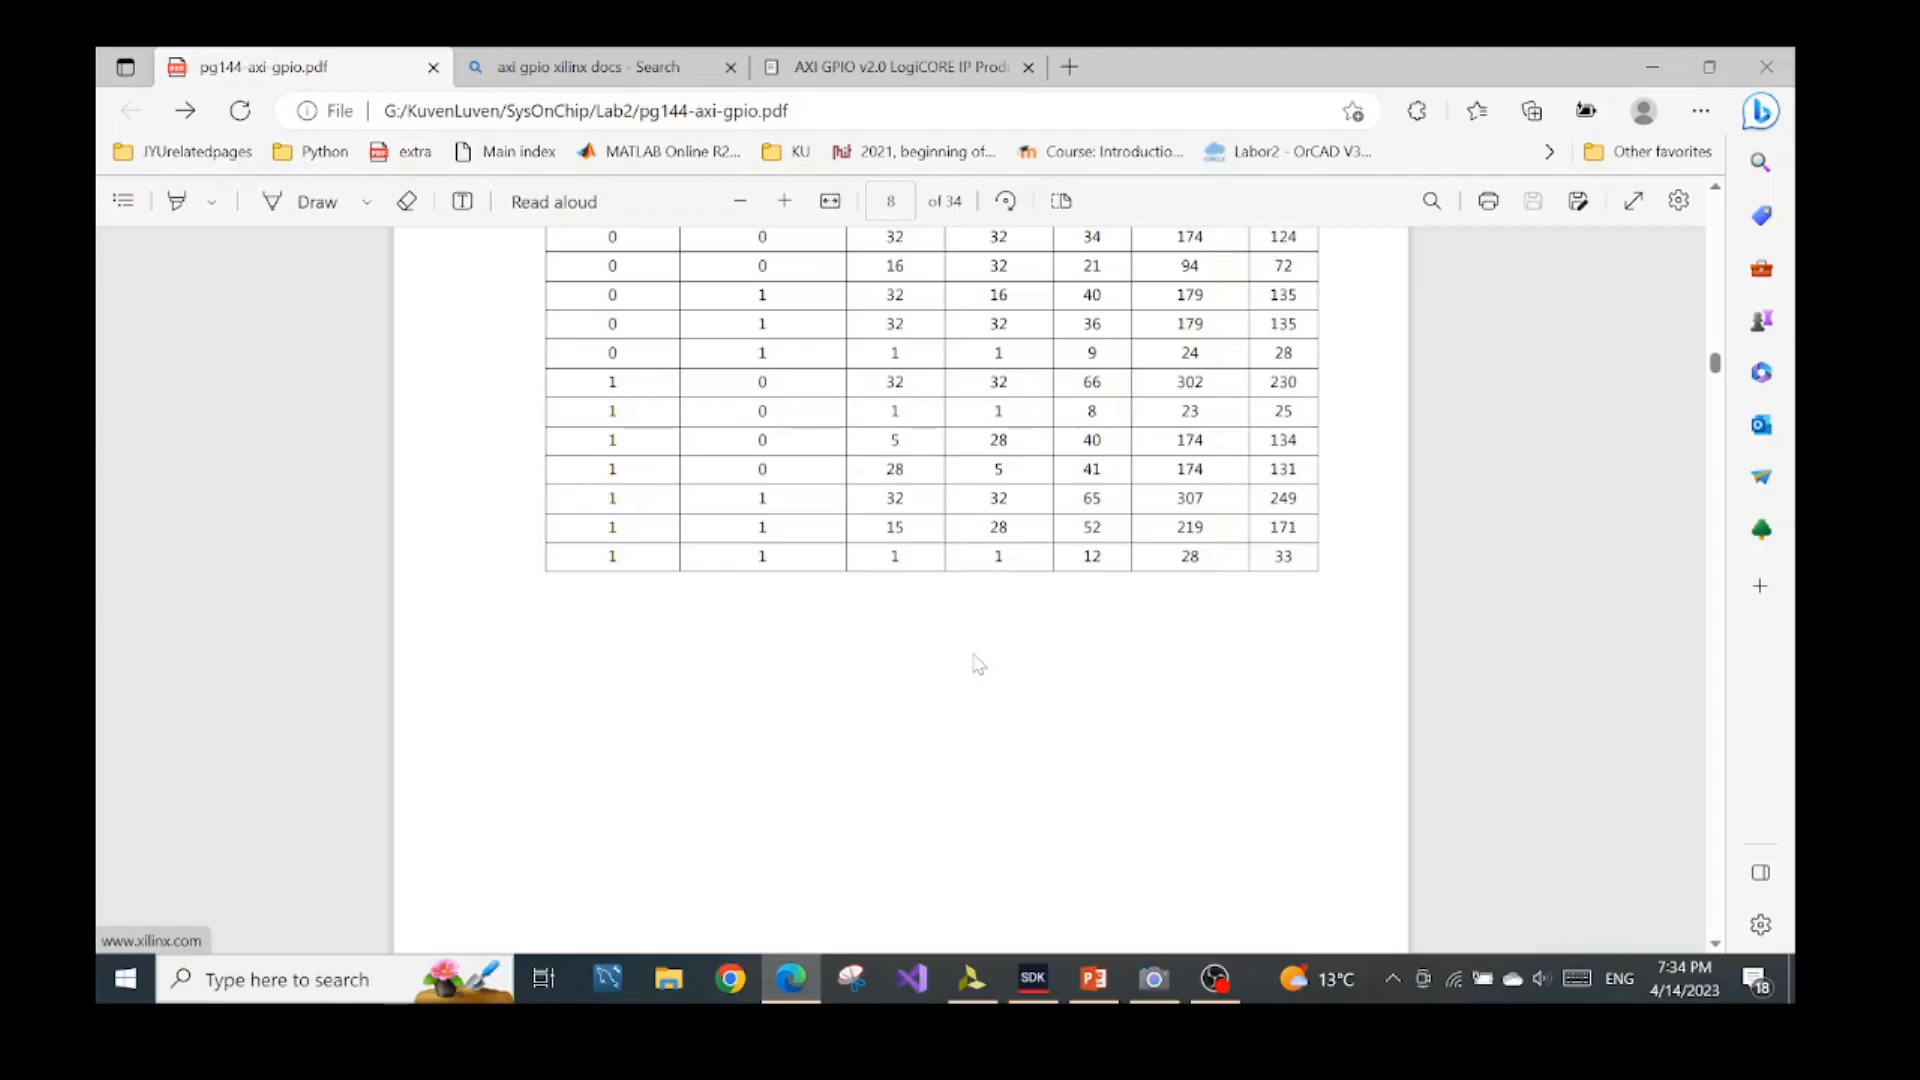 pg144-axi-gpio.pdf axi gpio xilinx docs - Search AXI GPIO v2.0 LogiCORE IP Produ
File G:/KuvenLuven/SysOnChip/Lab2/pg144-axi-gpio.pdf
JYUrelatedpages Python extra Main index MATLAB Online R2... KU 2021, beginning of... Course: Introductio... Labor2 - OrCAD V3... Other favorites
Draw Read aloud 8 of 34
0 0 32 32 34 174 124
0 0 16 32 21 94 72
0 1 32 16 40 179 135
0 1 32 32 36 179 135
0 1 1 1 9 24 28
1 0 32 32 66 302 230
1 0 1 1 8 23 25
1 0 5 28 40 174 134
1 0 28 5 41 174 131
1 1 32 32 65 307 249
1 1 15 28 52 219 171
1 1 1 1 12 28 33
www.xilinx.com
Type here to search SDK 13°C ENG 7:34 PM 18
4/14/2023